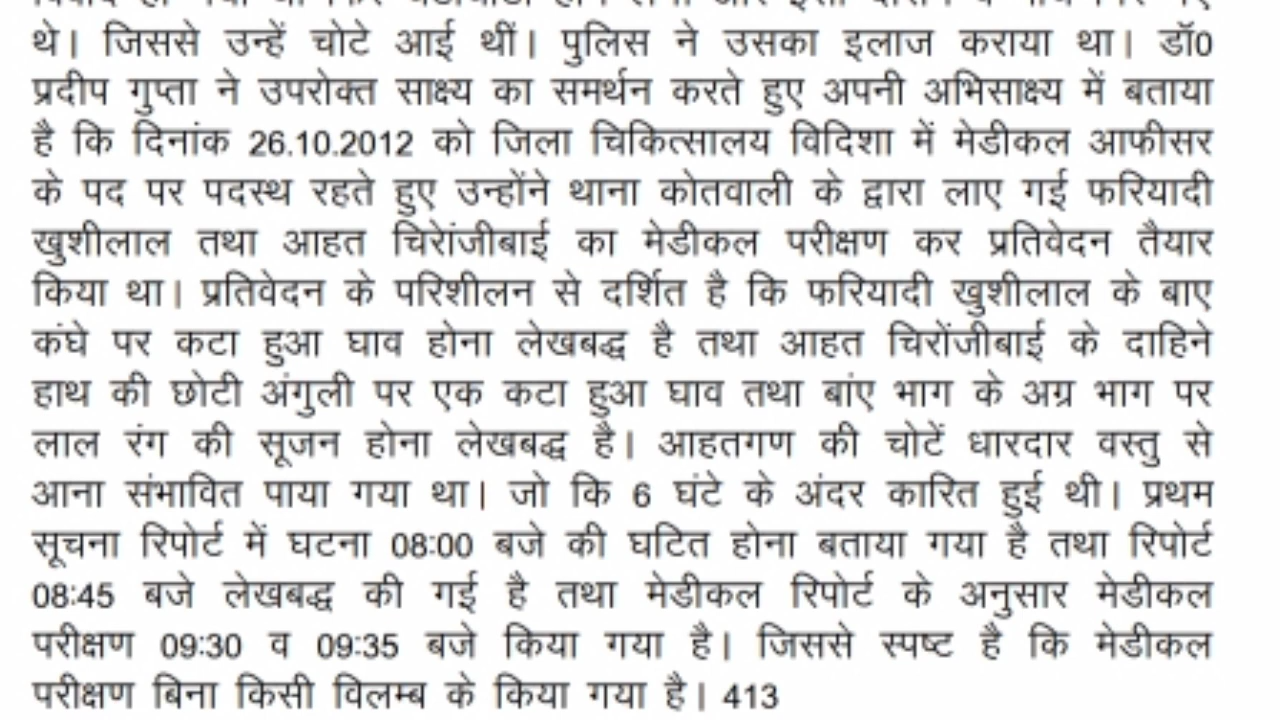 थे। जिससे उन्हें चोटे आई थीं। पुलिस ने उसका इलाज कराया था। डॉ0
प्रदीप गुप्ता ने उपरोक्त साक्ष्य का समर्थन करते हुए अपनी अभिसाक्ष्य में बताया
है कि दिनांक 26.10.2012 को जिला चिकित्सालय विदिशा में मेडीकल आफीसर
के पद पर पदस्थ रहते हुए उन्होंने थाना कोतवाली के द्वारा लाए गई फरियादी
खुशीलाल तथा आहत चिरोंजीबाई का मेडीकल परीक्षण कर प्रतिवेदन तैयार
किया था। प्रतिवेदन के परिशीलन से दर्शित है कि फरियादी खुशीलाल के बाए
कंघे पर कटा हुआ घाव होना लेखबद्ध है तथा आहत चिरोंजीबाई के दाहिने
हाथ की छोटी अंगुली पर एक कटा हुआ घाव तथा बांए भाग के अग्र भाग पर
लाल रंग की सूजन होना लेखबद्ध है। आहतगण की चोटें धारदार वस्तु से
आना संभावित पाया गया था। जो कि 6 घंटे के अंदर कारित हुई थी। प्रथम
सूचना रिपोर्ट में घटना 08:00 बजे की घटित होना बताया गया है तथा रिपोर्ट
08:45 बजे लेखबद्ध की गई है तथा मेडीकल रिपोर्ट के अनुसार मेडीकल
परीक्षण 09:30 व 09:35 बजे किया गया है। जिससे स्पष्ट है कि मेडीकल
परीक्षण बिना किसी विलम्ब के किया गया है। 413